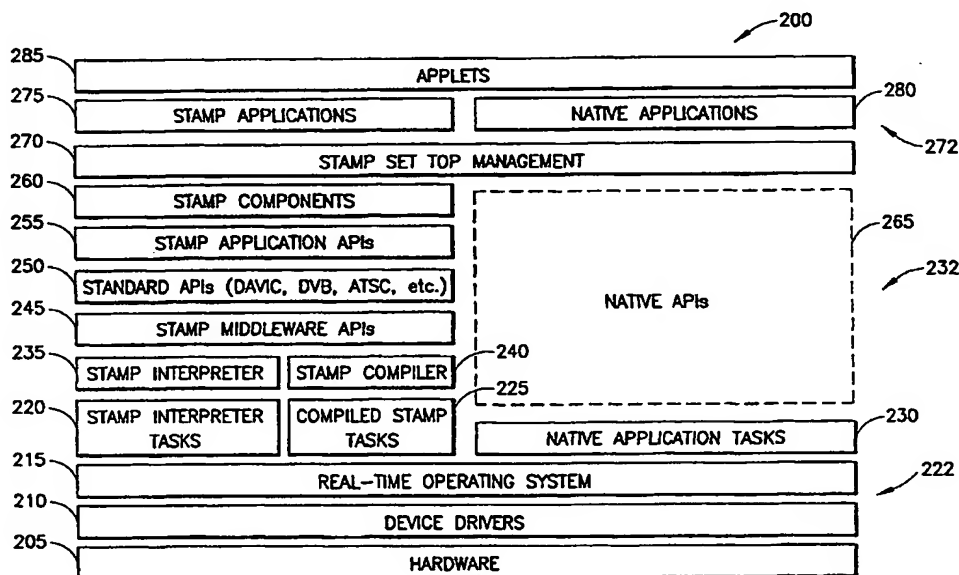 200
285
APPLETS
275
STAMP APPLICATIONS
NATIVE APPLICATIONS
280
272
270
STAMP SET TOP MANAGEMENT
260
STAMP COMPONENTS
265
255
STAMP APPLICATION APIs
232
250
STANDARD APIs (DAVIC, DVB, ATSC, etc.)
NATIVE APIs
245
STAMP MIDDLEWARE APIs
235
STAMP INTERPRETER
STAMP COMPILER
240
220
STAMP INTERPRETER
TASKS
COMPILED STAMP
TASKS
225
NATIVE APPLICATION TASKS
230
215
REAL-TIME OPERATING SYSTEM
222
210
DEVICE DRIVERS
205
HARDWARE